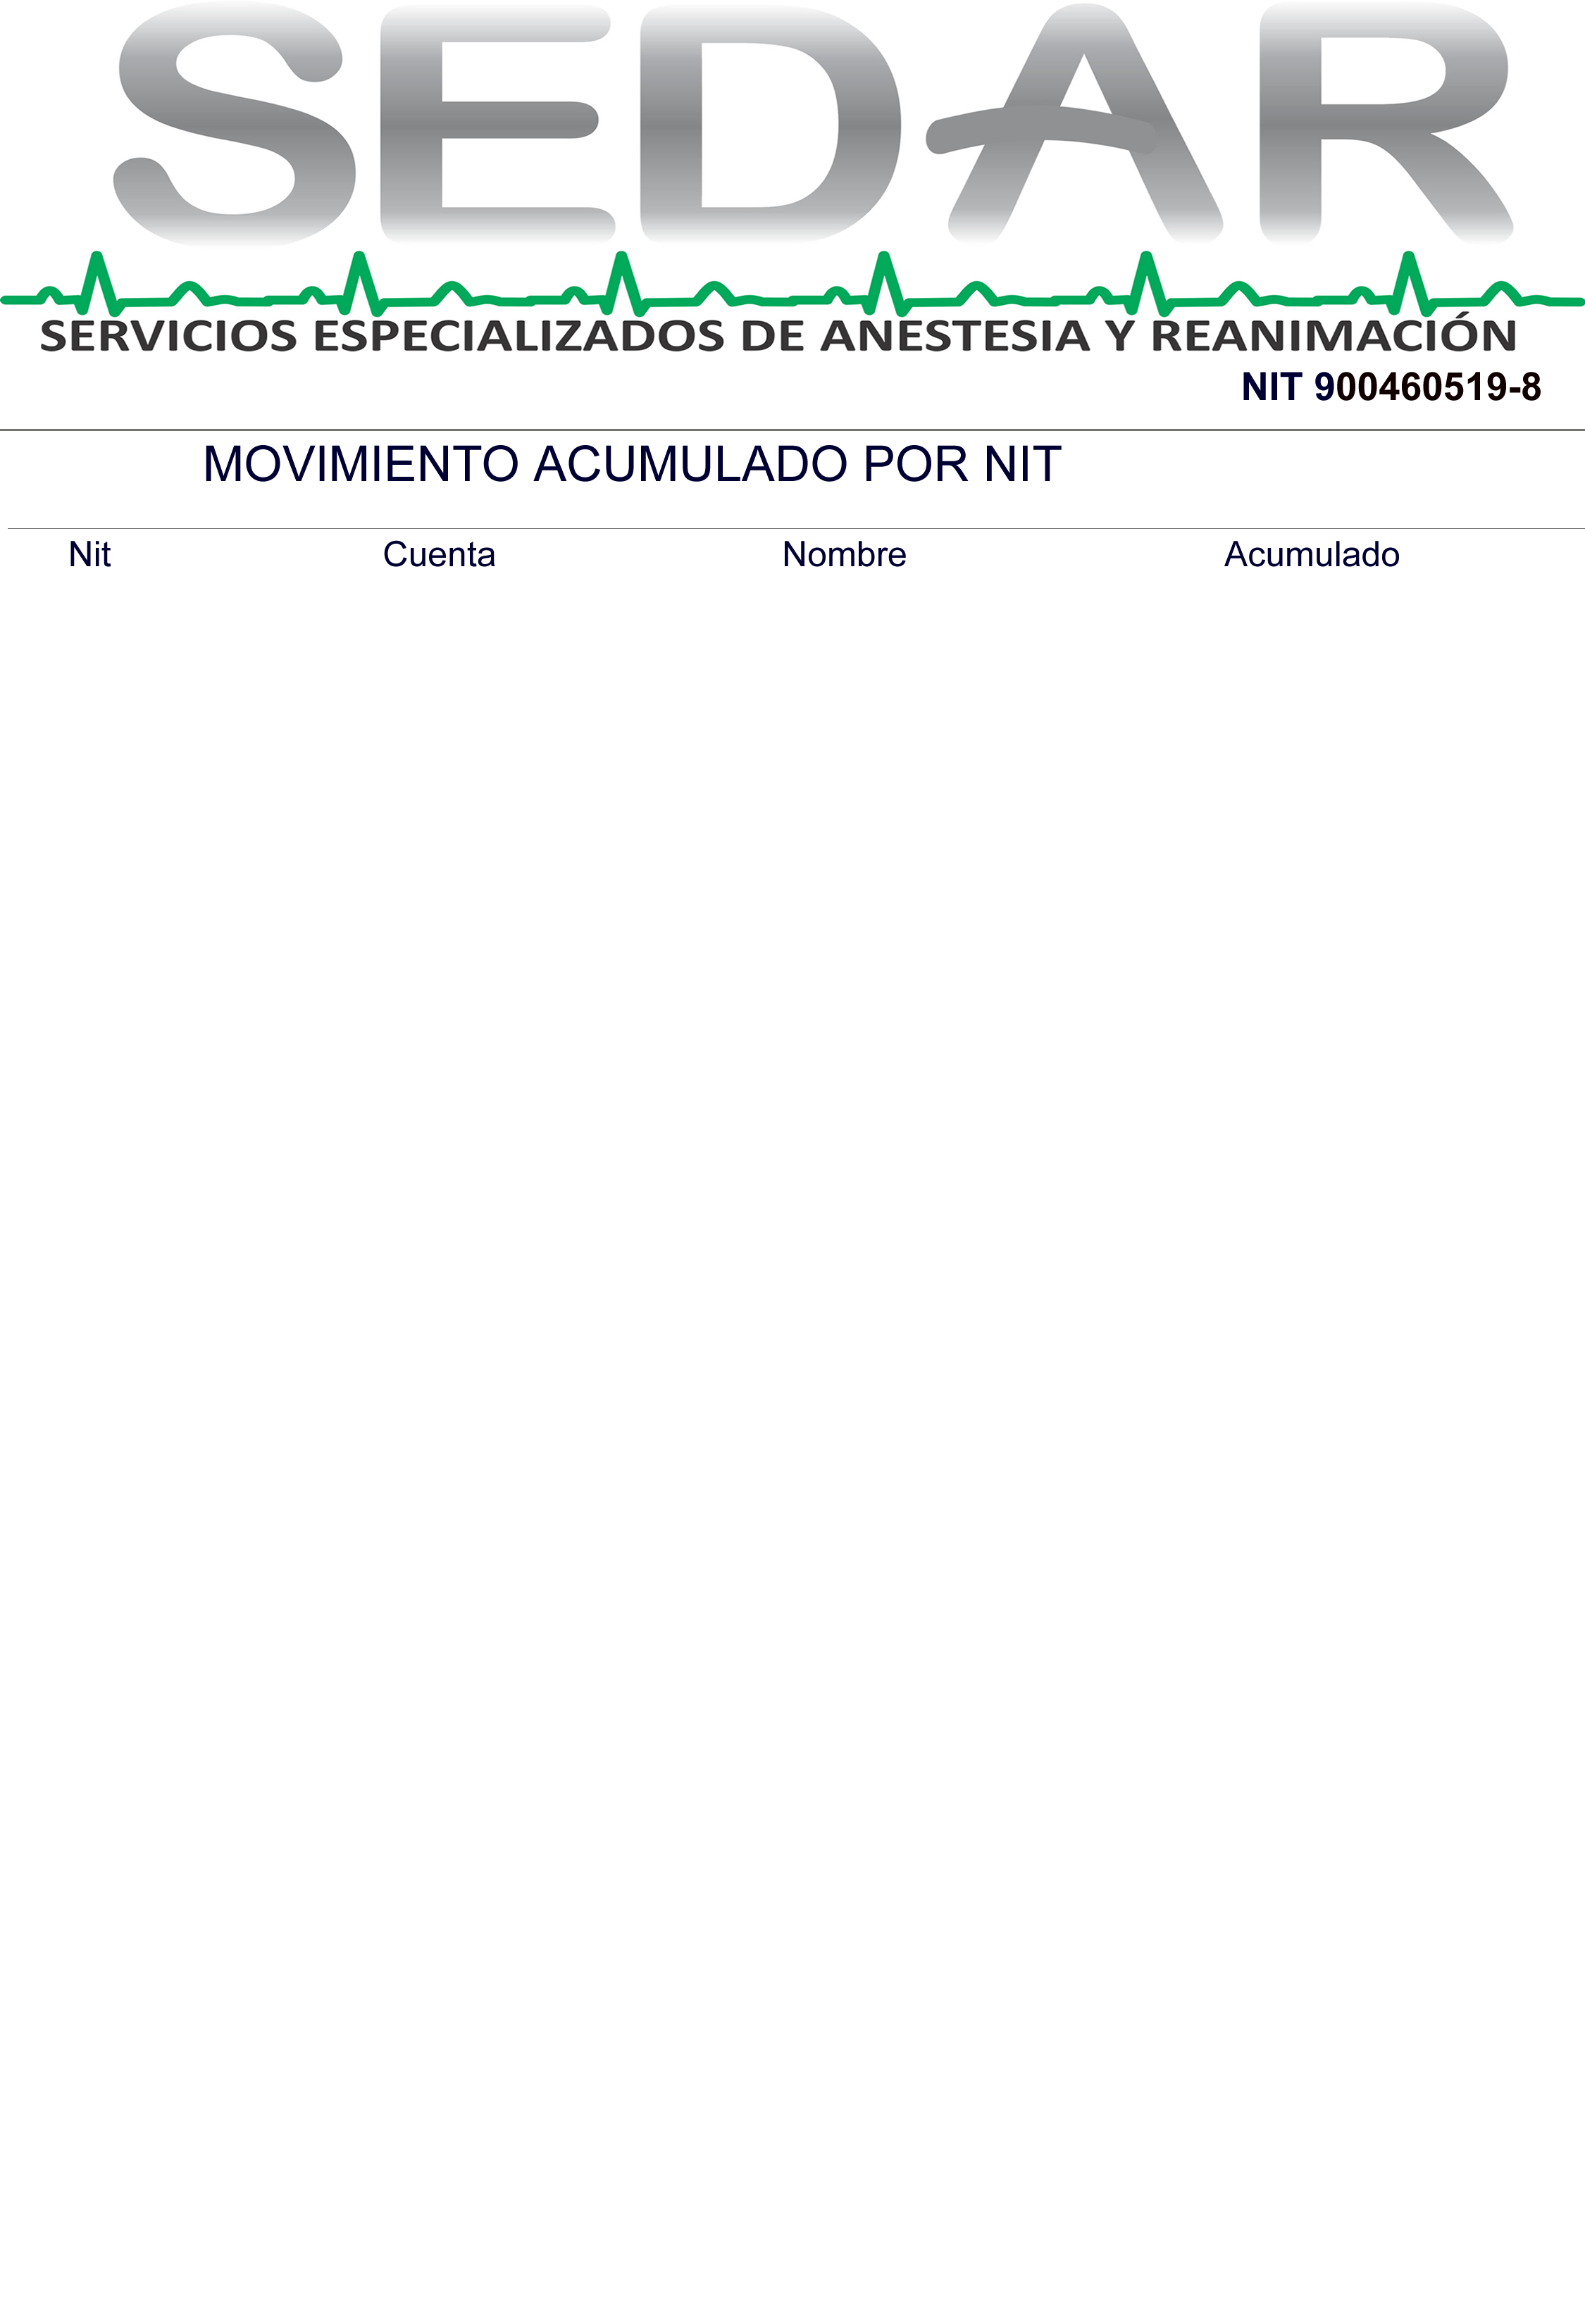 SEDAR
SERVICIOS ESPECIALIZADOS DE ANESTESIA Y REANIMACIÓN
NIT 900460519-8
MOVIMIENTO ACUMULADO POR NIT
Nit Cuenta Nombre Acumulado